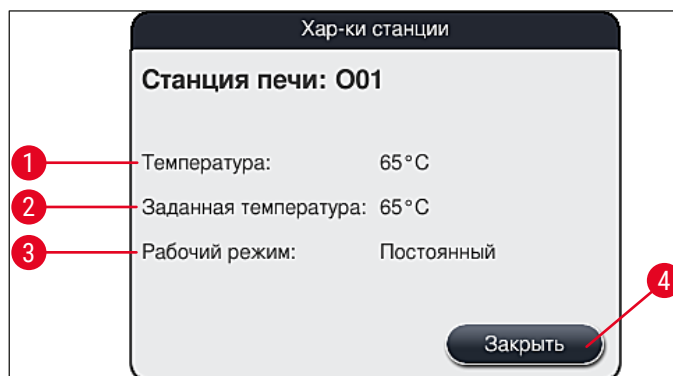 Хар-ки станции
Станция печи: O01
1 Температура: 65°C
2 Заданная температура: 65°C
3 Рабочий режим: Постоянный
4
Закрыть